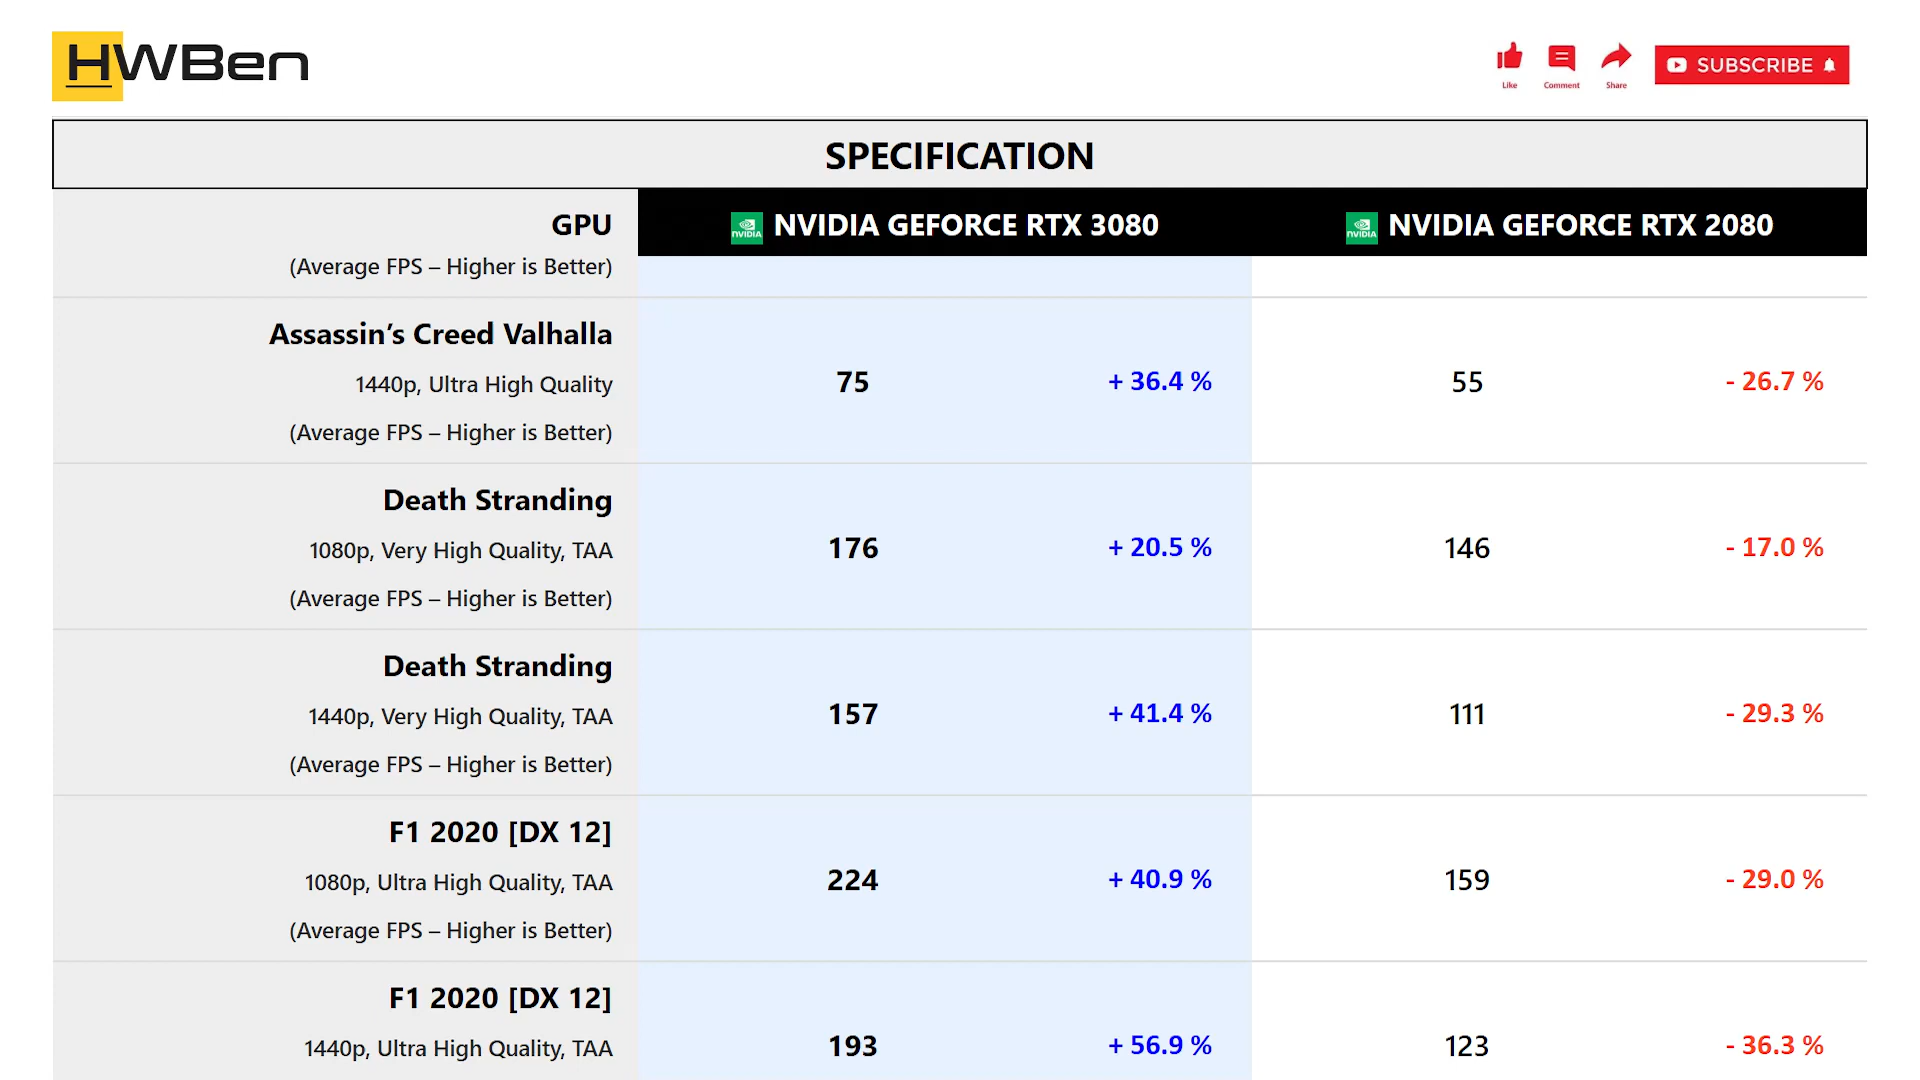 HWBen
Like Comment Share SUBSCRIBE
SPECIFICATION
GPU NVIDIA NVIDIA GEFORCE RTX 3080 NVIDIA NVIDIA GEFORCE RTX 2080
(Average FPS – Higher is Better)
Assassin’s Creed Valhalla
1440p, Ultra High Quality 75 + 36.4 % 55 - 26.7 %
(Average FPS – Higher is Better)
Death Stranding
1080p, Very High Quality, TAA 176 + 20.5 % 146 - 17.0 %
(Average FPS – Higher is Better)
Death Stranding
1440p, Very High Quality, TAA 157 + 41.4 % 111 - 29.3 %
(Average FPS – Higher is Better)
F1 2020 [DX 12]
1080p, Ultra High Quality, TAA 224 + 40.9 % 159 - 29.0 %
(Average FPS – Higher is Better)
F1 2020 [DX 12]
1440p, Ultra High Quality, TAA 193 + 56.9 % 123 - 36.3 %